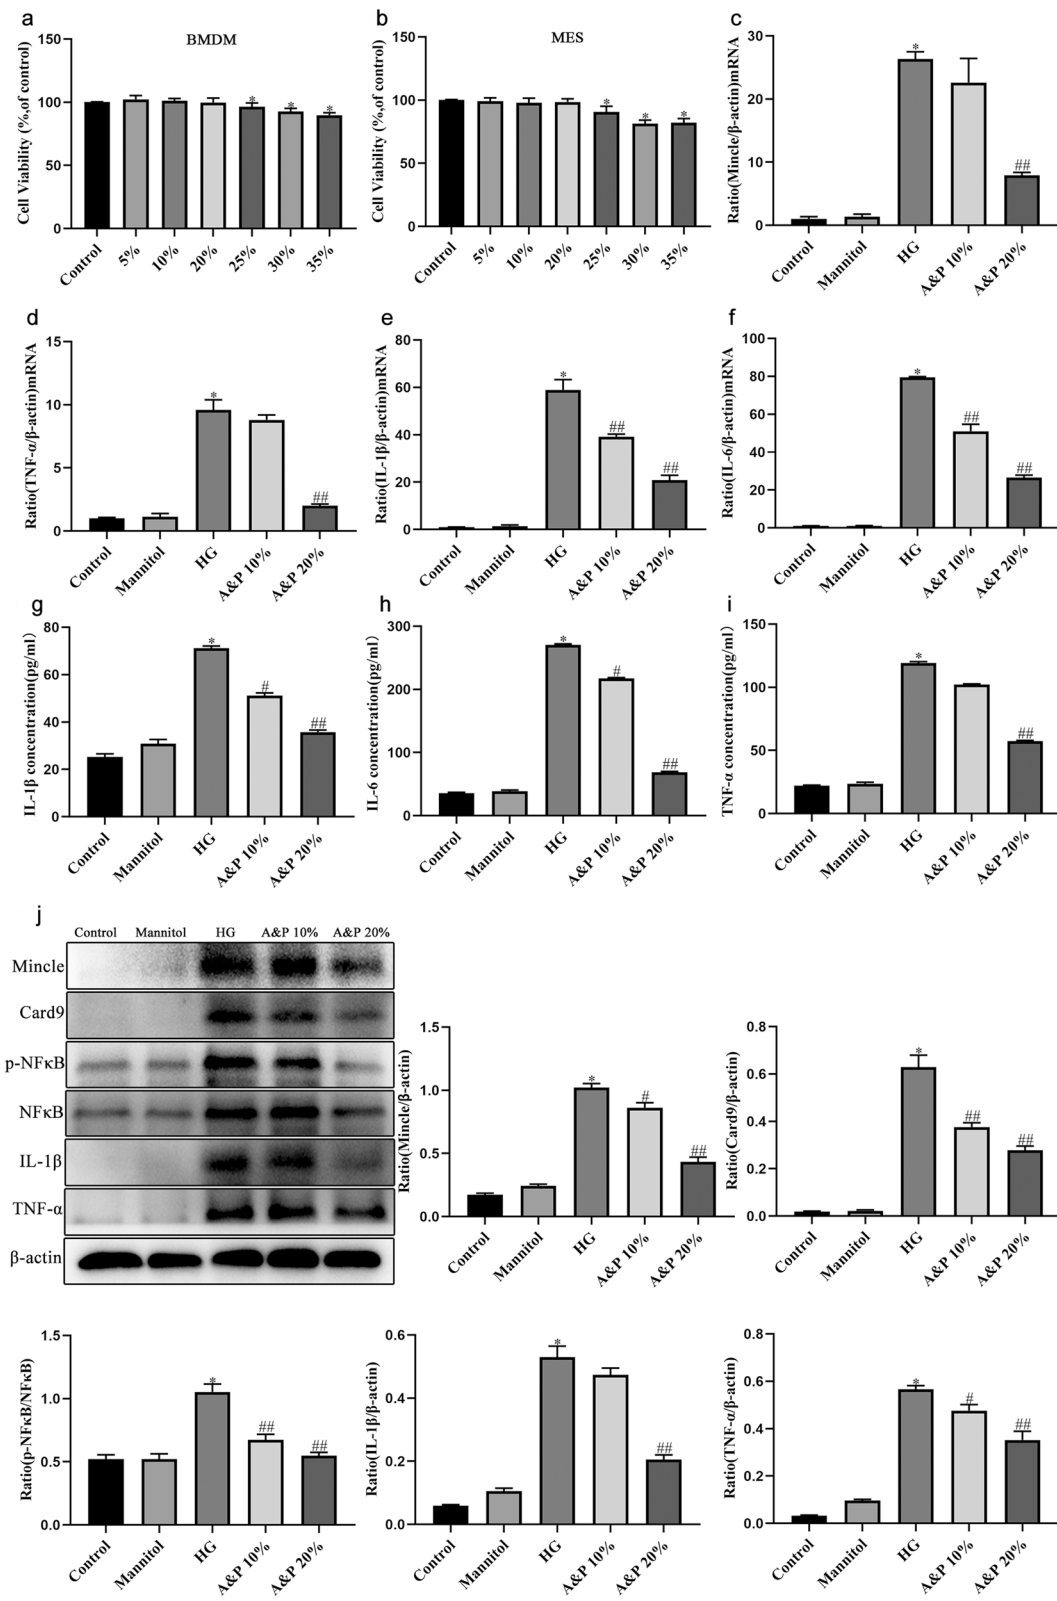 a
BMDM
Cell Viability (%,of control)
150
100
50
0
*
*
*
Control
5%
10%
20%
25%
30%
35%
b
MES
Cell Viability (%,of control)
150
100
50
0
*
*
*
Control
5%
10%
20%
25%
30%
35%
c
Ratio(Mincle/β-actin)mRNA
30
20
10
0
*
##
Control
Mannitol
HG
A&P 10%
A&P 20%
d
Ratio(TNF-α/β-actin)mRNA
15
10
5
0
*
##
Control
Mannitol
HG
A&P 10%
A&P 20%
e
Ratio(IL-1β/β-actin)mRNA
80
60
40
20
0
*
##
##
Control
Mannitol
HG
A&P 10%
A&P 20%
f
Ratio(IL-6/β-actin)mRNA
100
80
60
40
20
0
*
##
##
Control
Mannitol
HG
A&P 10%
A&P 20%
g
IL-1β concentration(pg/ml)
80
60
40
20
0
*
#
##
Control
Mannitol
HG
A&P 10%
A&P 20%
h
IL-6 concentration(pg/ml)
300
200
100
0
*
#
##
Control
Mannitol
HG
A&P 10%
A&P 20%
i
TNF-α concentration(pg/ml)
150
100
50
0
*
##
Control
Mannitol
HG
A&P 10%
A&P 20%
j
Control Mannitol HG A&P 10% A&P 20%
Mincle
Card9
p-NFκB
NFκB
IL-1β
TNF-α
β-actin
Ratio(Mincle/β-actin)
1.5
1.0
0.5
0.0
*
#
##
Control
Mannitol
HG
A&P 10%
A&P 20%
Ratio(Card9/β-actin)
0.8
0.6
0.4
0.2
0.0
*
##
##
Control
Mannitol
HG
A&P 10%
A&P 20%
Ratio(p-NFκB/NFκB)
1.5
1.0
0.5
0.0
*
##
##
Control
Mannitol
HG
A&P 10%
A&P 20%
Ratio(IL-1β/β-actin)
0.6
0.4
0.2
0.0
*
##
Control
Mannitol
HG
A&P 10%
A&P 20%
Ratio(TNF-α/β-actin)
0.8
0.6
0.4
0.2
0.0
*
#
##
Control
Mannitol
HG
A&P 10%
A&P 20%